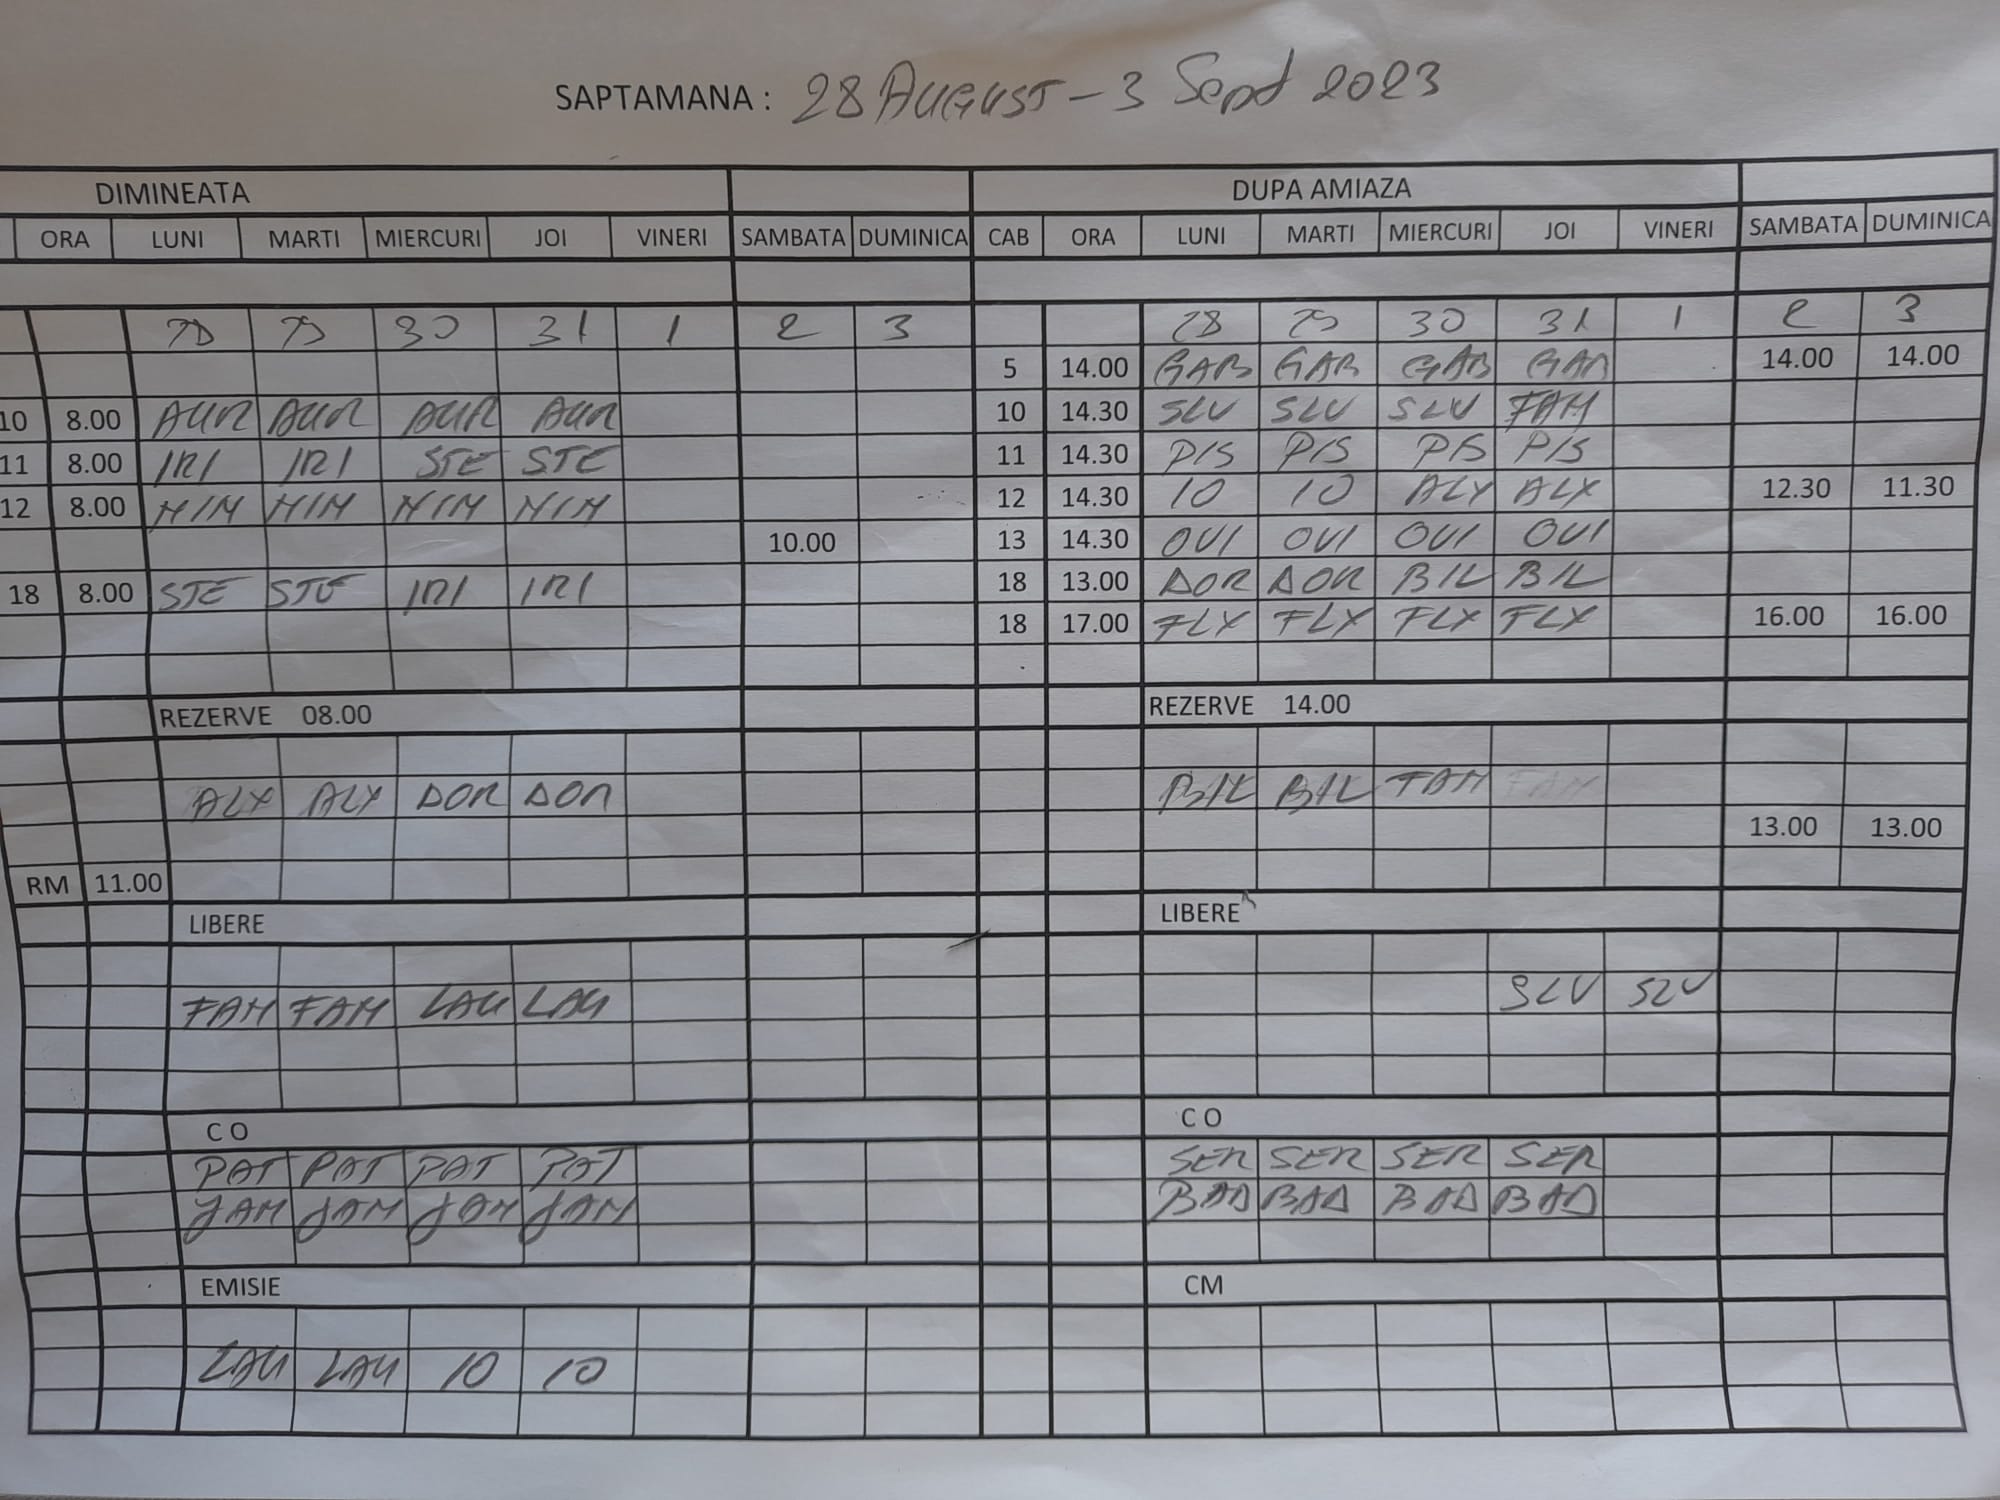 SAPTAMANA : 28 AUGUST - 3 Sept 2023
DIMINEATA DUPA AMIAZA
ORA LUNI MARTI MIERCURI JOI VINERI SAMBATA DUMINICA CAB ORA LUNI MARTI MIERCURI JOI VINERI SAMBATA DUMINICA
28 29 30 31 1 2 3 28 29 30 31 1 2 3
5 14.00 GAB GAB GAB GAB 14.00 14.00
10 8.00 AUR AUR AUR AUR 10 14.30 SLV SLV SLV FAM
11 8.00 IRI IRI STE STE 11 14.30 PIS PIS PIS PIS
12 8.00 MIM MIM MIM MIM 12 14.30 IO IO ALX ALX 12.30 11.30
10.00 13 14.30 OVI OVI OVI OVI
18 8.00 STE STE IRI IRI 18 13.00 DOR DOR BIL BIL
18 17.00 FLX FLX FLX FLX 16.00 16.00
REZERVE 08.00 REZERVE 14.00
ALX ALX DOR DOR BIL BIL FAM FAM
13.00 13.00
RM 11.00
LIBERE LIBERE
FAM FAM LAU LAU SLV SLV
C O C O
PAT PAT PAT PAT SER SER SER SER
JAM JAM JAM JAM BAD BAD BAD BAD
EMISIE CM
LAU LAU IO IO